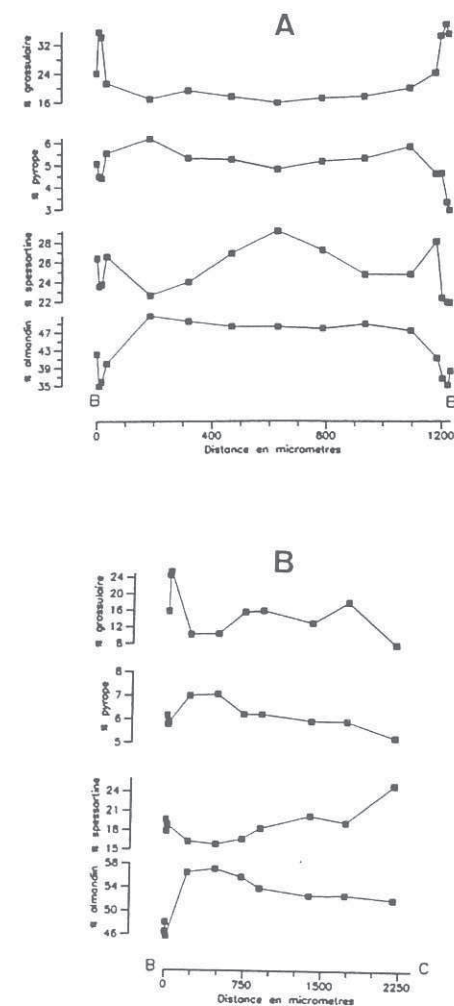 A
% grossulaire
32
24
16
% pyrope
6
5
4
3
% spessartine
28
26
24
22
% almandin
47
43
39
35
B
B
0
400
800
1200
Distance en micrometres
B
% grossulaire
24
20
16
12
8
% pyrope
8
7
6
5
% spessartine
24
21
18
15
% almandin
58
54
50
46
B
C
0
750
1500
2250
Distance en micrometres